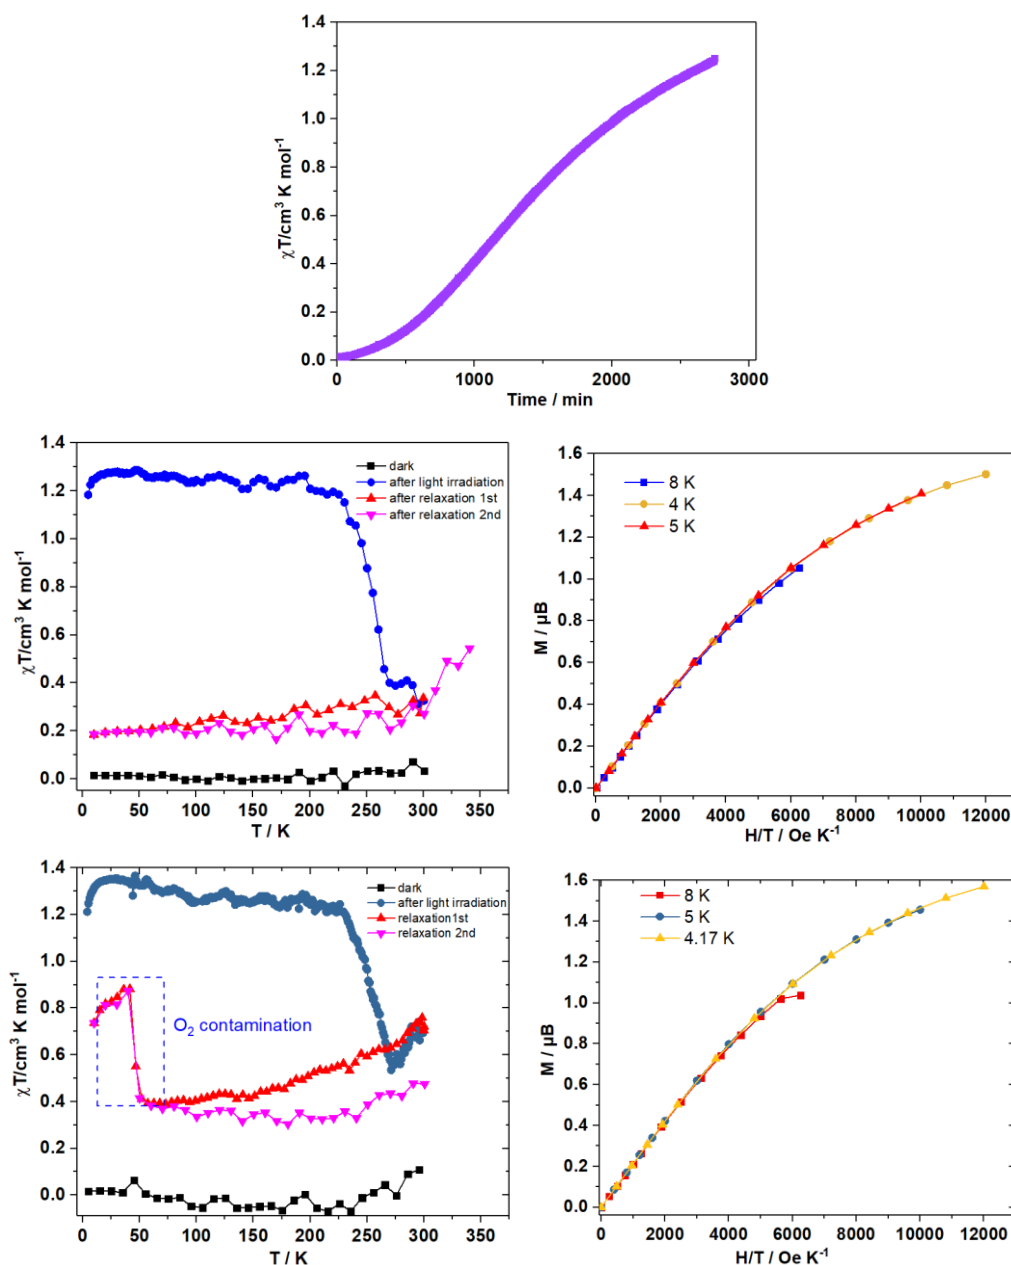 1.4
1.2
1.0
0.8
0.6
0.4
0.2
0.0
χT/cm³ K mol⁻¹
0 1000 2000 3000
Time / min
1.4
1.2
1.0
0.8
0.6
0.4
0.2
0.0
χT/cm³ K mol⁻¹
dark
after light irradiation
after relaxation 1st
after relaxation 2nd
0 50 100 150 200 250 300 350
T / K
1.6
1.4
1.2
1.0
0.8
0.6
0.4
0.2
0.0
M / μB
8 K
4 K
5 K
0 2000 4000 6000 8000 10000 12000
H/T / Oe K⁻¹
1.4
1.2
1.0
0.8
0.6
0.4
0.2
0.0
χT/cm³ K mol⁻¹
dark
after light irradiation
relaxation1st
relaxation 2nd
O₂ contamination
0 50 100 150 200 250 300
T / K
1.6
1.4
1.2
1.0
0.8
0.6
0.4
0.2
0.0
M / μB
8 K
5 K
4.17 K
0 2000 4000 6000 8000 10000 12000
H/T / Oe K⁻¹